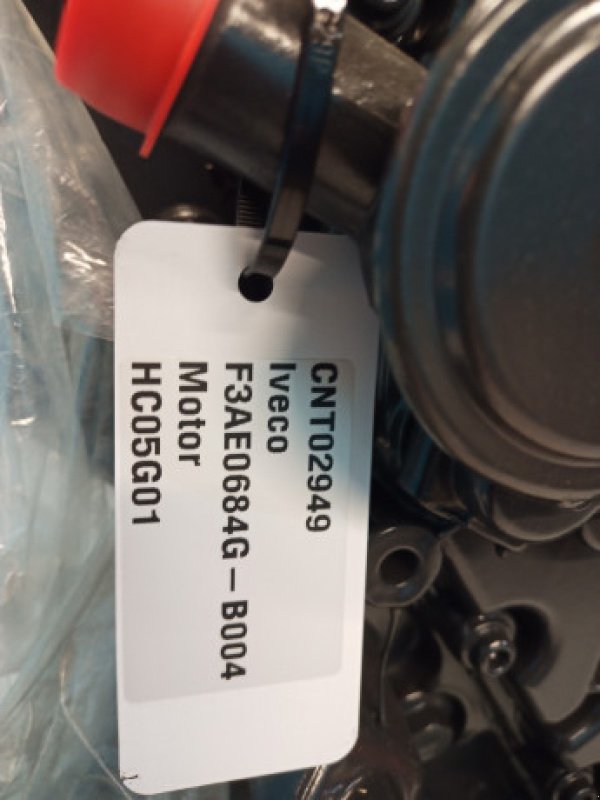 CNT02949
Iveco
F3AE0684G-B004
Motor
HC05G01